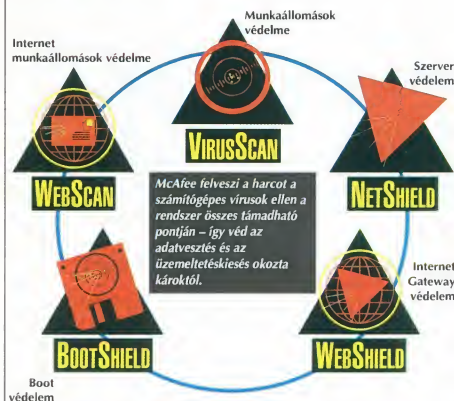 Munkaállomások
védelme
Internet
munkaállomások védelme
Szerver
védelem
VIRUSSCAN
WEBSCAN
NETSHIELD
McAfee felveszi a harcot a
számítógépes vírusok ellen a
rendszer összes támadható
pontján – így véd az
adatvesztés és az
üzemeltetéskiesés okozta
károktól.
Internet
Gateway
védelem
BOOTSHIELD
WEBSHIELD
Boot
védelem